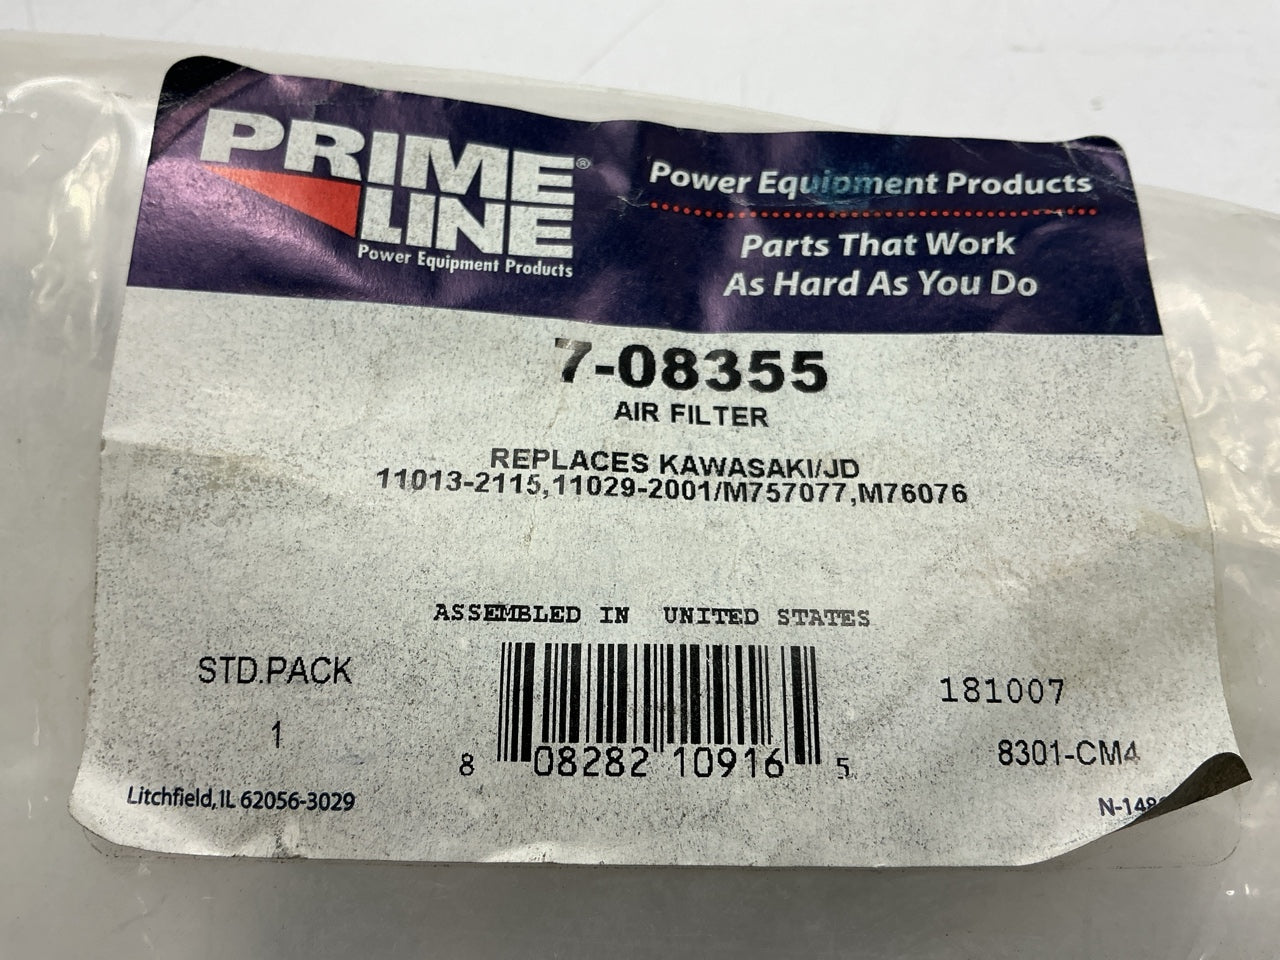 PRIME
LINE®
Power Equipment Products
Power Equipment Products
Parts That Work
As Hard As You Do
7-08355
AIR FILTER
REPLACES KAWASAKI/JD
11013-2115,11029-2001/M757077,M76076
ASSEMBLED IN UNITED STATES
STD.PACK
1
8 08282 10916 5
181007
8301-CM4
Litchfield, IL 62056-3029